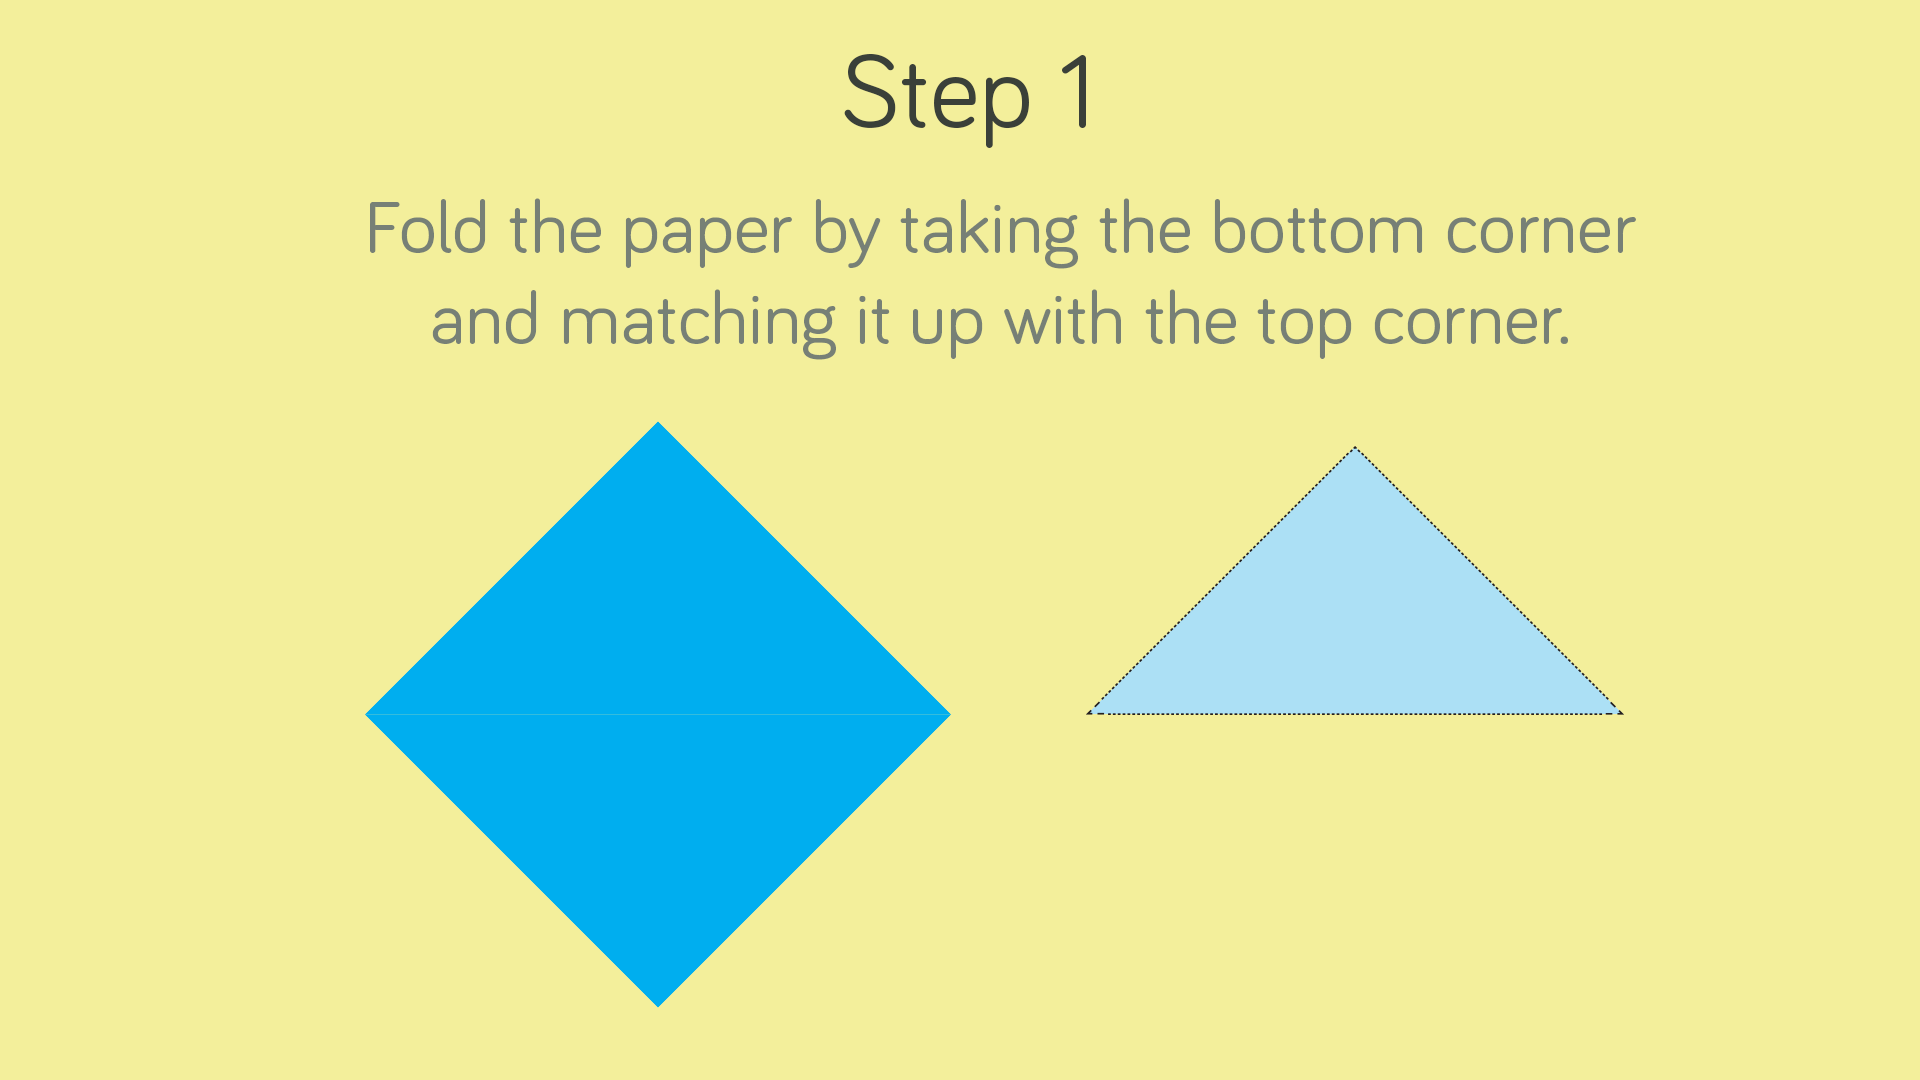 Step 1
Fold the paper by taking the bottom corner
and matching it up with the top corner.